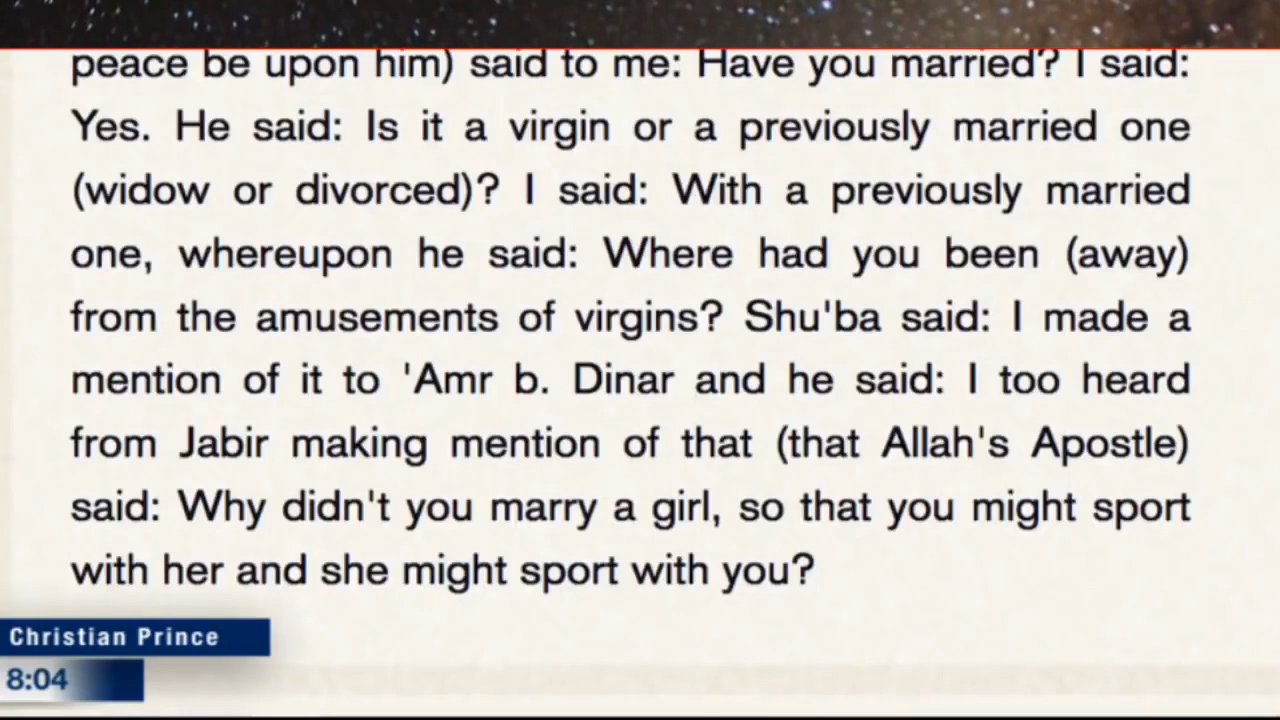 peace be upon him) said to me: Have you married? I said:
Yes. He said: Is it a virgin or a previously married one
(widow or divorced)? I said: With a previously married
one, whereupon he said: Where had you been (away)
from the amusements of virgins? Shu'ba said: I made a
mention of it to 'Amr b. Dinar and he said: I too heard
from Jabir making mention of that (that Allah's Apostle)
said: Why didn't you marry a girl, so that you might sport
with her and she might sport with you?
Christian Prince
8:04